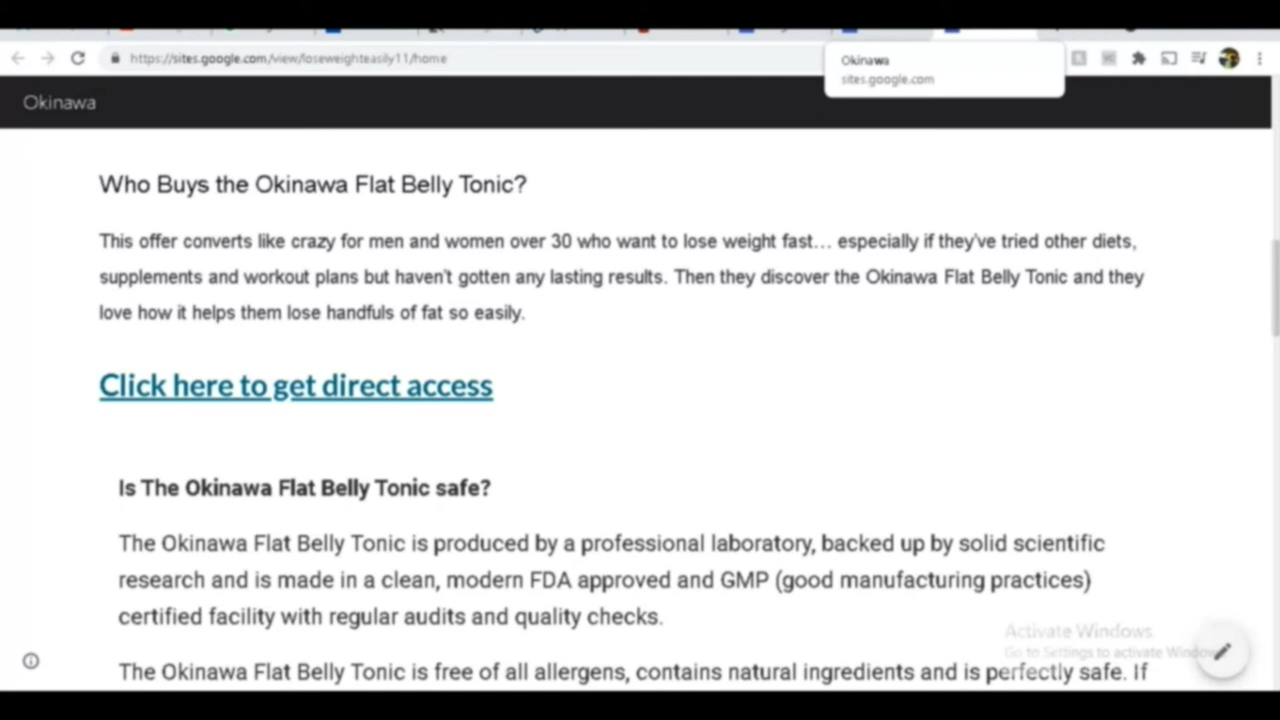 https://sites.google.com/view/loseweighteasily11/home
Okinawa
sites.google.com
Okinawa
Who Buys the Okinawa Flat Belly Tonic?
This offer converts like crazy for men and women over 30 who want to lose weight fast… especially if they've tried other diets,
supplements and workout plans but haven't gotten any lasting results. Then they discover the Okinawa Flat Belly Tonic and they
love how it helps them lose handfuls of fat so easily.
Click here to get direct access
Is The Okinawa Flat Belly Tonic safe?
The Okinawa Flat Belly Tonic is produced by a professional laboratory, backed up by solid scientific
research and is made in a clean, modern FDA approved and GMP (good manufacturing practices)
certified facility with regular audits and quality checks.
Activate Windows
Go to Settings to activate Windows
The Okinawa Flat Belly Tonic is free of all allergens, contains natural ingredients and is perfectly safe. If